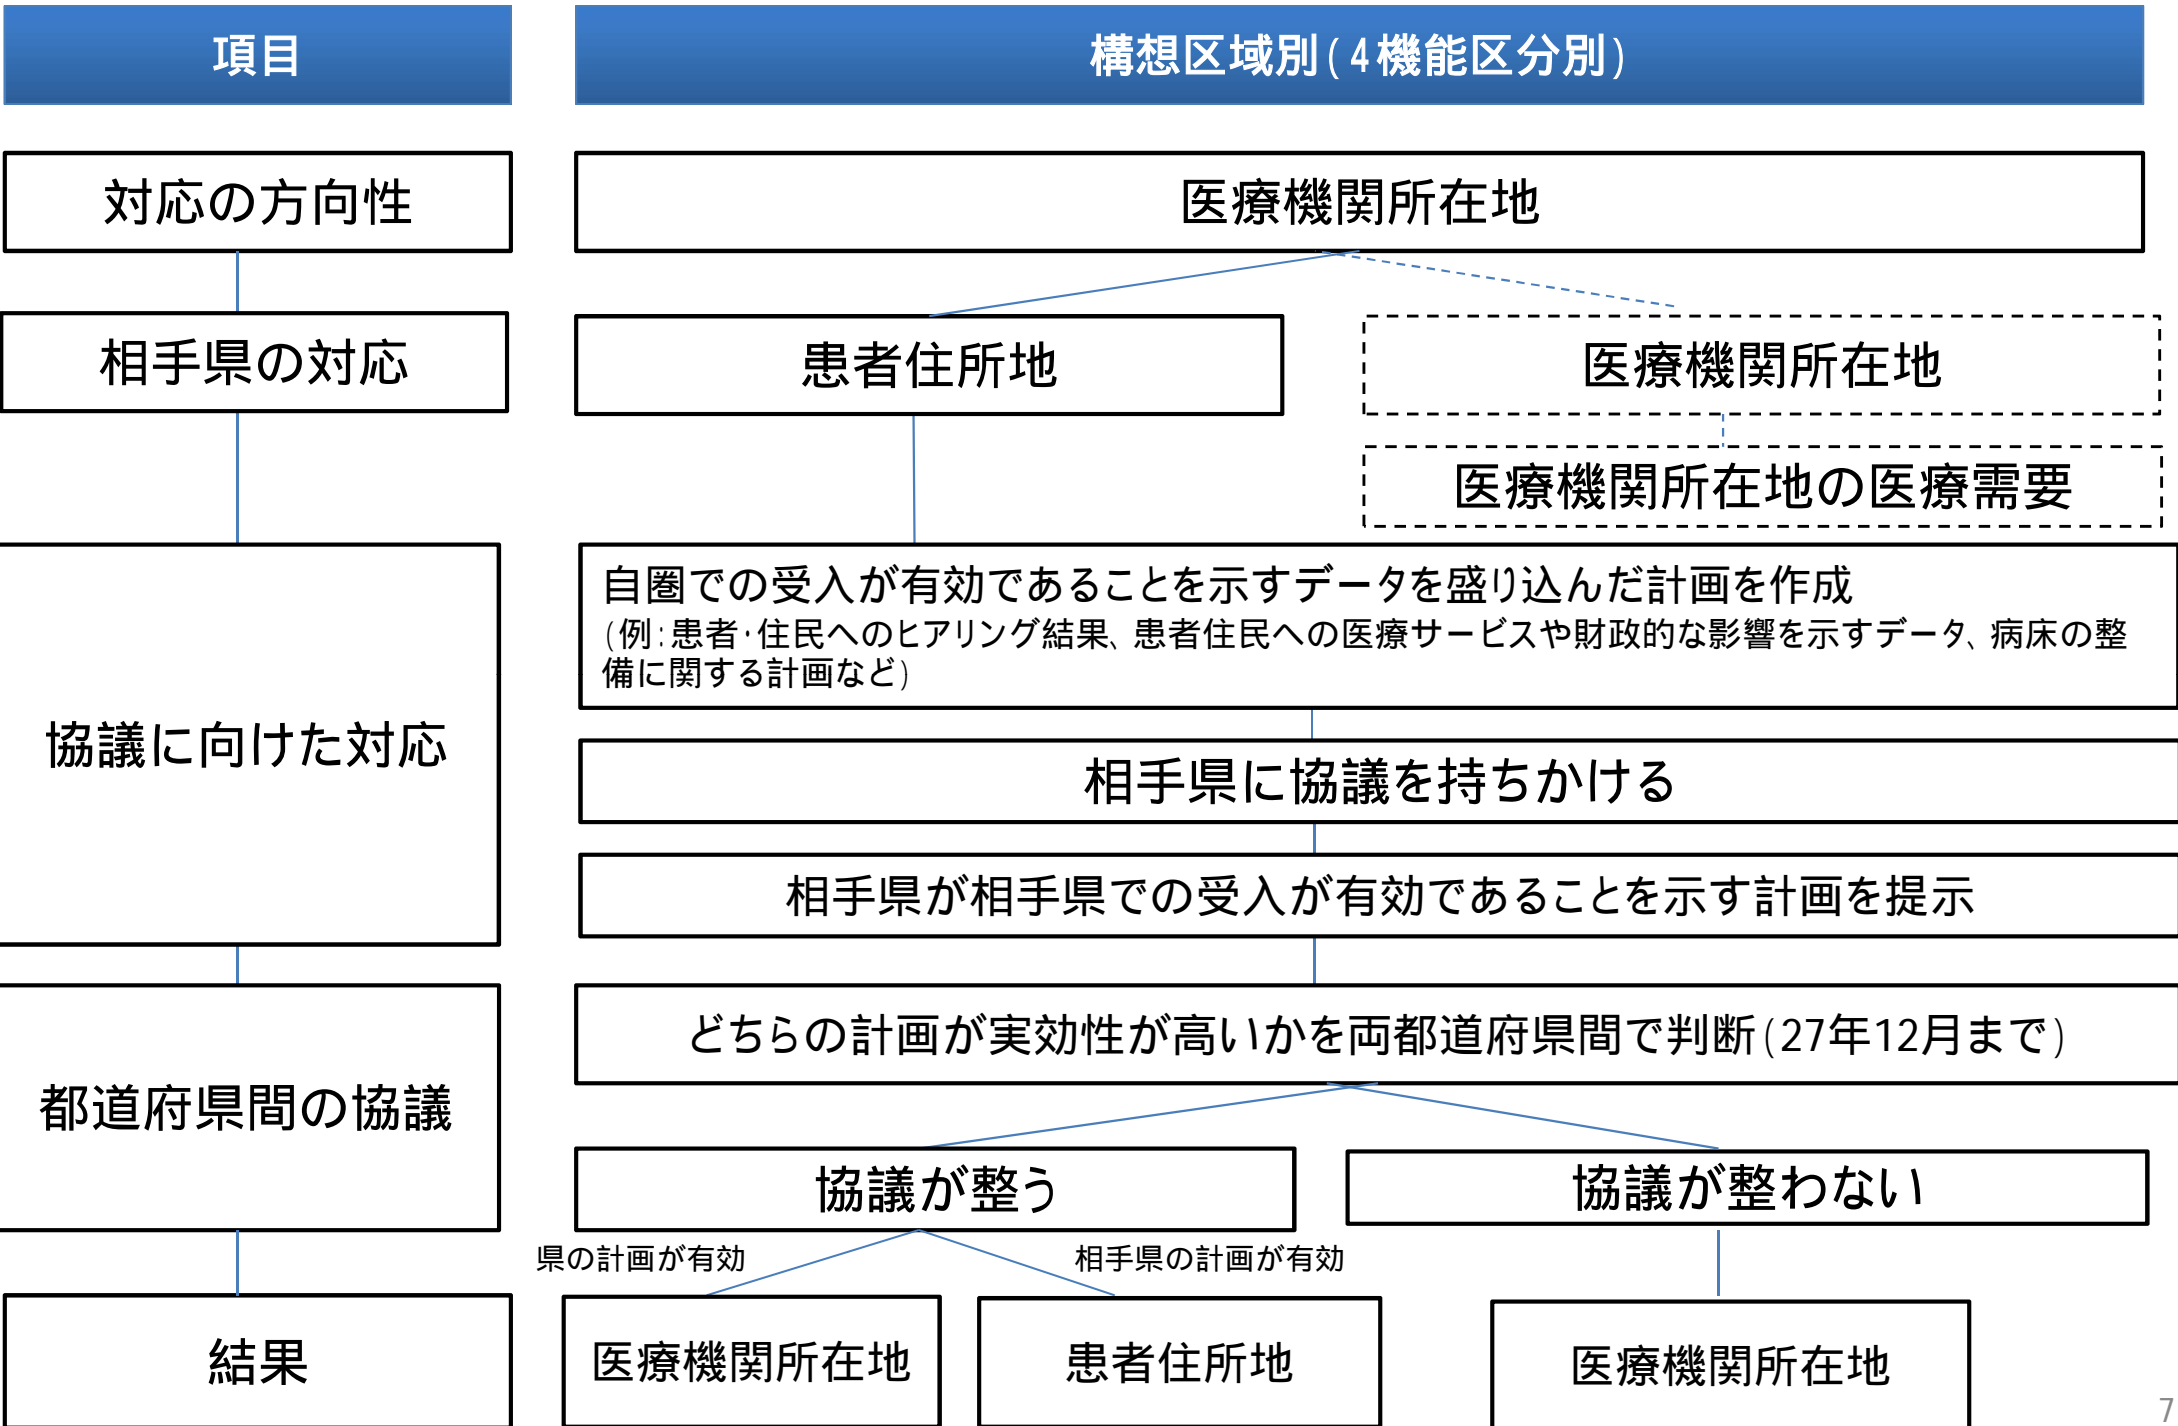 項目
構想区域別(4機能区分別)
対応の方向性
医療機関所在地
相手県の対応
患者住所地
医療機関所在地
医療機関所在地の医療需要
協議に向けた対応
自圏での受入が有効であることを示すデータを盛り込んだ計画を作成
(例:患者・住民へのヒアリング結果、患者住民への医療サービスや財政的な影響を示すデータ、病床の整
備に関する計画など)
相手県に協議を持ちかける
相手県が相手県での受入が有効であることを示す計画を提示
都道府県間の協議
どちらの計画が実効性が高いかを両都道府県間で判断(27年12月まで)
協議が整う
協議が整わない
県の計画が有効
相手県の計画が有効
結果
医療機関所在地
患者住所地
医療機関所在地
7